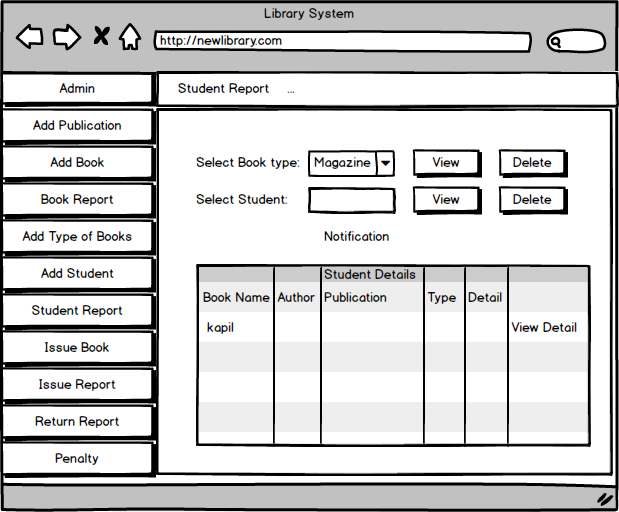 Library System
http://newlibrary.com
Admin
Student Report ...
Add Publication
Add Book
Book Report
Add Type of Books
Add Student
Student Report
Issue Book
Issue Report
Return Report
Penalty
Select Book type: Magazine View Delete
Select Student: View Delete
Notification
Student Details
Book Name Author Publication Type Detail
kapil View Detail